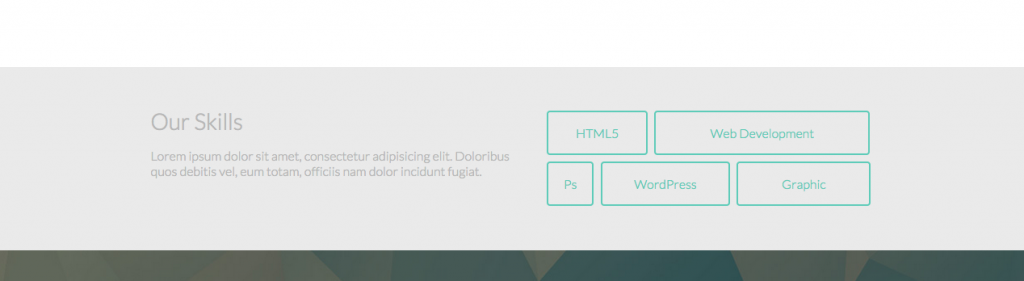 Our Skills
Lorem ipsum dolor sit amet, consectetur adipisicing elit. Doloribus
quos debitis vel, eum totam, officiis nam dolor incidunt fugiat.
HTML5
Web Development
Ps
WordPress
Graphic